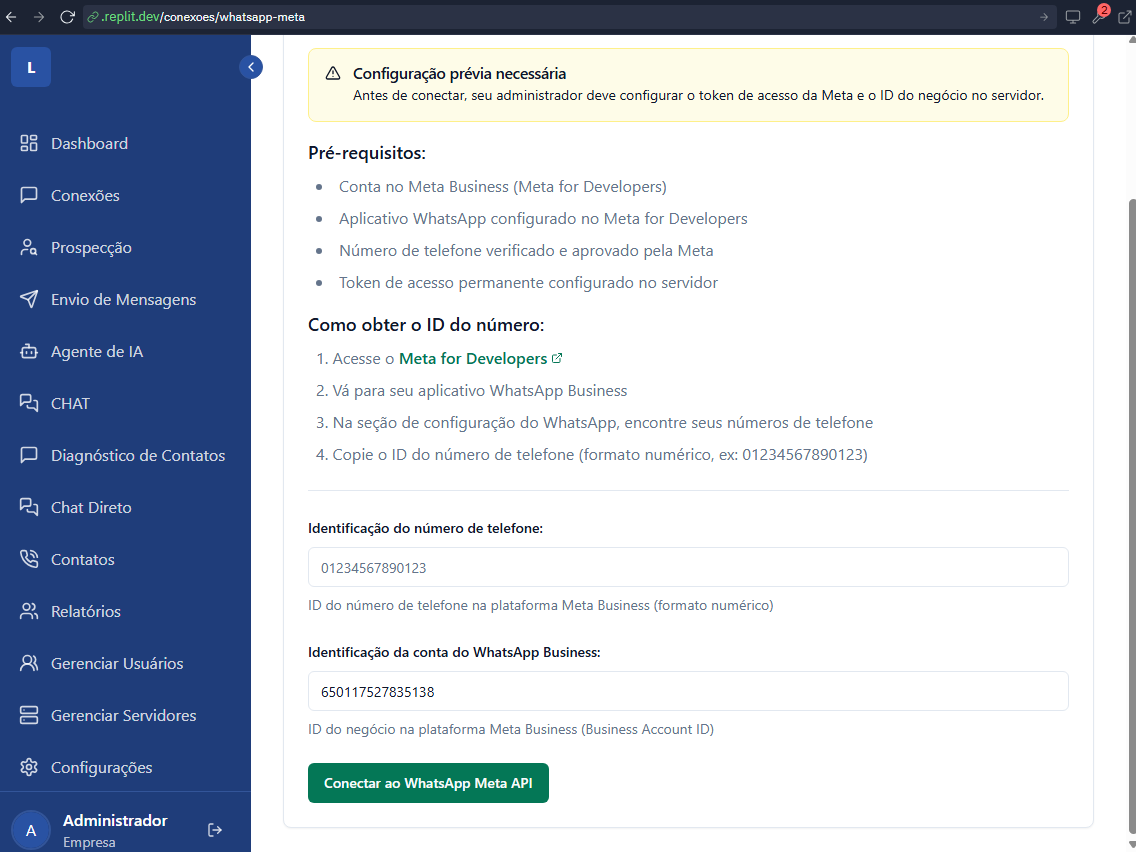 .replit.dev/conexoes/whatsapp-meta
2
L
Dashboard
Conexões
Prospecção
Envio de Mensagens
Agente de IA
CHAT
Diagnóstico de Contatos
Chat Direto
Contatos
Relatórios
Gerenciar Usuários
Gerenciar Servidores
Configurações
A
Administrador
Empresa
Configuração prévia necessária
Antes de conectar, seu administrador deve configurar o token de acesso da Meta e o ID do negócio no servidor.
Pré-requisitos:
Conta no Meta Business (Meta for Developers)
Aplicativo WhatsApp configurado no Meta for Developers
Número de telefone verificado e aprovado pela Meta
Token de acesso permanente configurado no servidor
Como obter o ID do número:
1. Acesse o Meta for Developers
2. Vá para seu aplicativo WhatsApp Business
3. Na seção de configuração do WhatsApp, encontre seus números de telefone
4. Copie o ID do número de telefone (formato numérico, ex: 01234567890123)
Identificação do número de telefone:
01234567890123
ID do número de telefone na plataforma Meta Business (formato numérico)
Identificação da conta do WhatsApp Business:
650117527835138
ID do negócio na plataforma Meta Business (Business Account ID)
Conectar ao WhatsApp Meta API